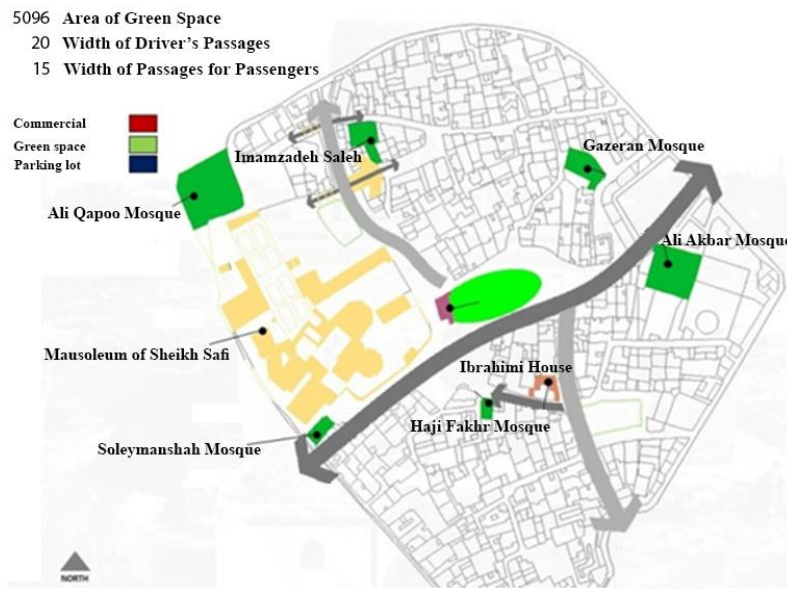 5096 Area of Green Space
20 Width of Driver's Passages
15 Width of Passages for Passengers
Commercial
Green space
Parking lot
Imamzadeh Saleh
Gazeran Mosque
Ali Qapoo Mosque
Ali Akbar Mosque
Mausoleum of Sheikh Safi
Ibrahimi House
Haji Fakhr Mosque
Soleymanshah Mosque
NORTH